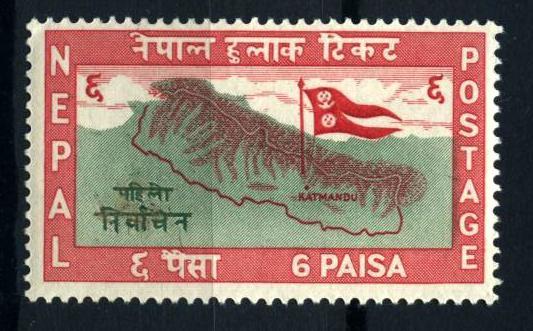 नेपाल हुलाक टिकट
NEPAL
POSTAGE
६
६
KATMANDU
पहिलो
निर्वाचन
६ पैसा
6 PAISA